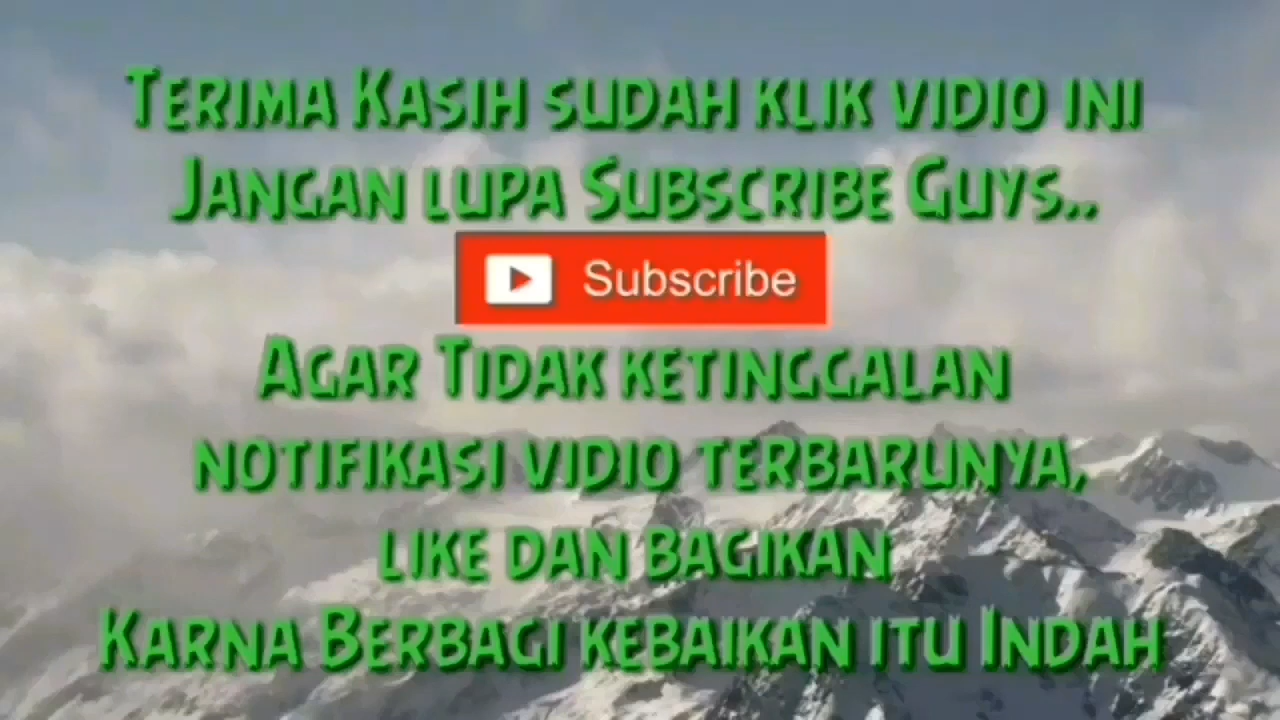 Terima Kasih sudah klik vidio ini
Jangan lupa Subscribe Guys..
Subscribe
Agar Tidak ketinggalan
notifikasi vidio terbarunya,
like dan bagikan
Karna Berbagi kebaikan itu Indah